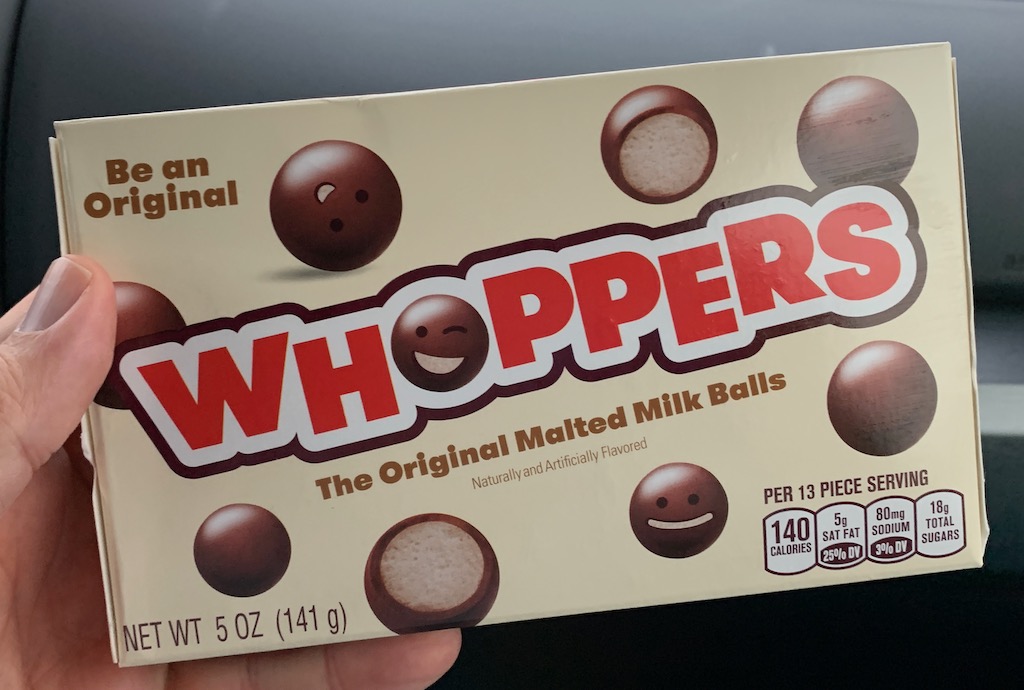 Be an
Original
WHOPPERS
The Original Malted Milk Balls
Naturally and Artificially Flavored
PER 13 PIECE SERVING
140
CALORIES
5g
SAT FAT
25% DV
80mg
SODIUM
3% DV
18g
TOTAL
SUGARS
NET WT 5 OZ (141 g)